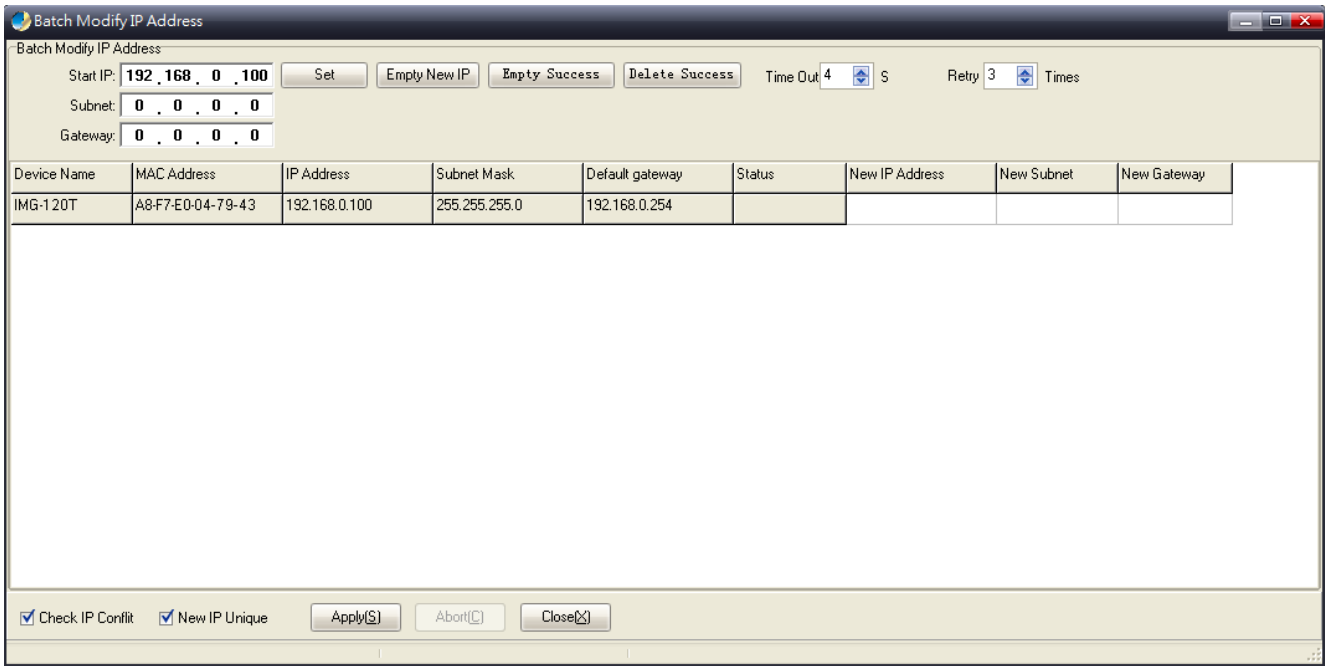 Batch Modify IP Address
Batch Modify IP Address
Start IP: 192 . 168 . 0 . 100 Set Empty New IP Empty Success Delete Success Time Out 4 S Retry 3 Times
Subnet: 0 . 0 . 0 . 0
Gateway: 0 . 0 . 0 . 0
Device Name MAC Address IP Address Subnet Mask Default gateway Status New IP Address New Subnet New Gateway
IMG-120T A8-F7-E0-04-79-43 192.168.0.100 255.255.255.0 192.168.0.254
Check IP Conflit New IP Unique Apply(S) Abort(C) Close(X)